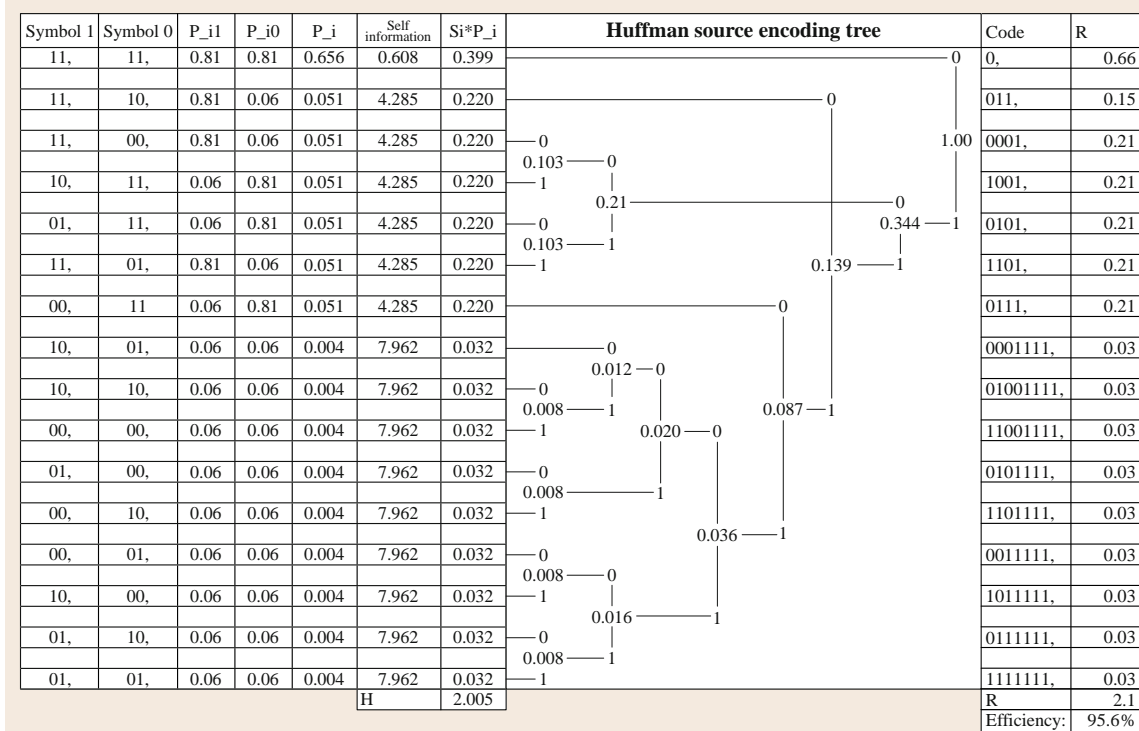 Symbol 1 Symbol 0 P_i1 P_i0 P_i Self information Si*P_i Huffman source encoding tree Code R
11, 11, 0.81 0.81 0.656 0.608 0.399 0 0, 0.66
11, 10, 0.81 0.06 0.051 4.285 0.220 0 011, 0.15
11, 00, 0.81 0.06 0.051 4.285 0.220 0 1.00 0001, 0.21
0.103 0
10, 11, 0.06 0.81 0.051 4.285 0.220 1 1001, 0.21
0.21 0
01, 11, 0.06 0.81 0.051 4.285 0.220 0 0.344 1 0101, 0.21
0.103 1
11, 01, 0.81 0.06 0.051 4.285 0.220 1 0.139 1 1101, 0.21
00, 11 0.06 0.81 0.051 4.285 0.220 0 0111, 0.21
10, 01, 0.06 0.06 0.004 7.962 0.032 0 0001111, 0.03
0.012 0
10, 10, 0.06 0.06 0.004 7.962 0.032 0 01001111, 0.03
0.008 1 0.087 1
00, 00, 0.06 0.06 0.004 7.962 0.032 1 0.020 0 11001111, 0.03
01, 00, 0.06 0.06 0.004 7.962 0.032 0 0101111, 0.03
0.008 1
00, 10, 0.06 0.06 0.004 7.962 0.032 1 1101111, 0.03
0.036 1
00, 01, 0.06 0.06 0.004 7.962 0.032 0 0011111, 0.03
0.008 0
10, 00, 0.06 0.06 0.004 7.962 0.032 1 1011111, 0.03
0.016 1
01, 10, 0.06 0.06 0.004 7.962 0.032 0 0111111, 0.03
0.008 1
01, 01, 0.06 0.06 0.004 7.962 0.032 1 1111111, 0.03
H 2.005 R 2.1
Efficiency: 95.6%